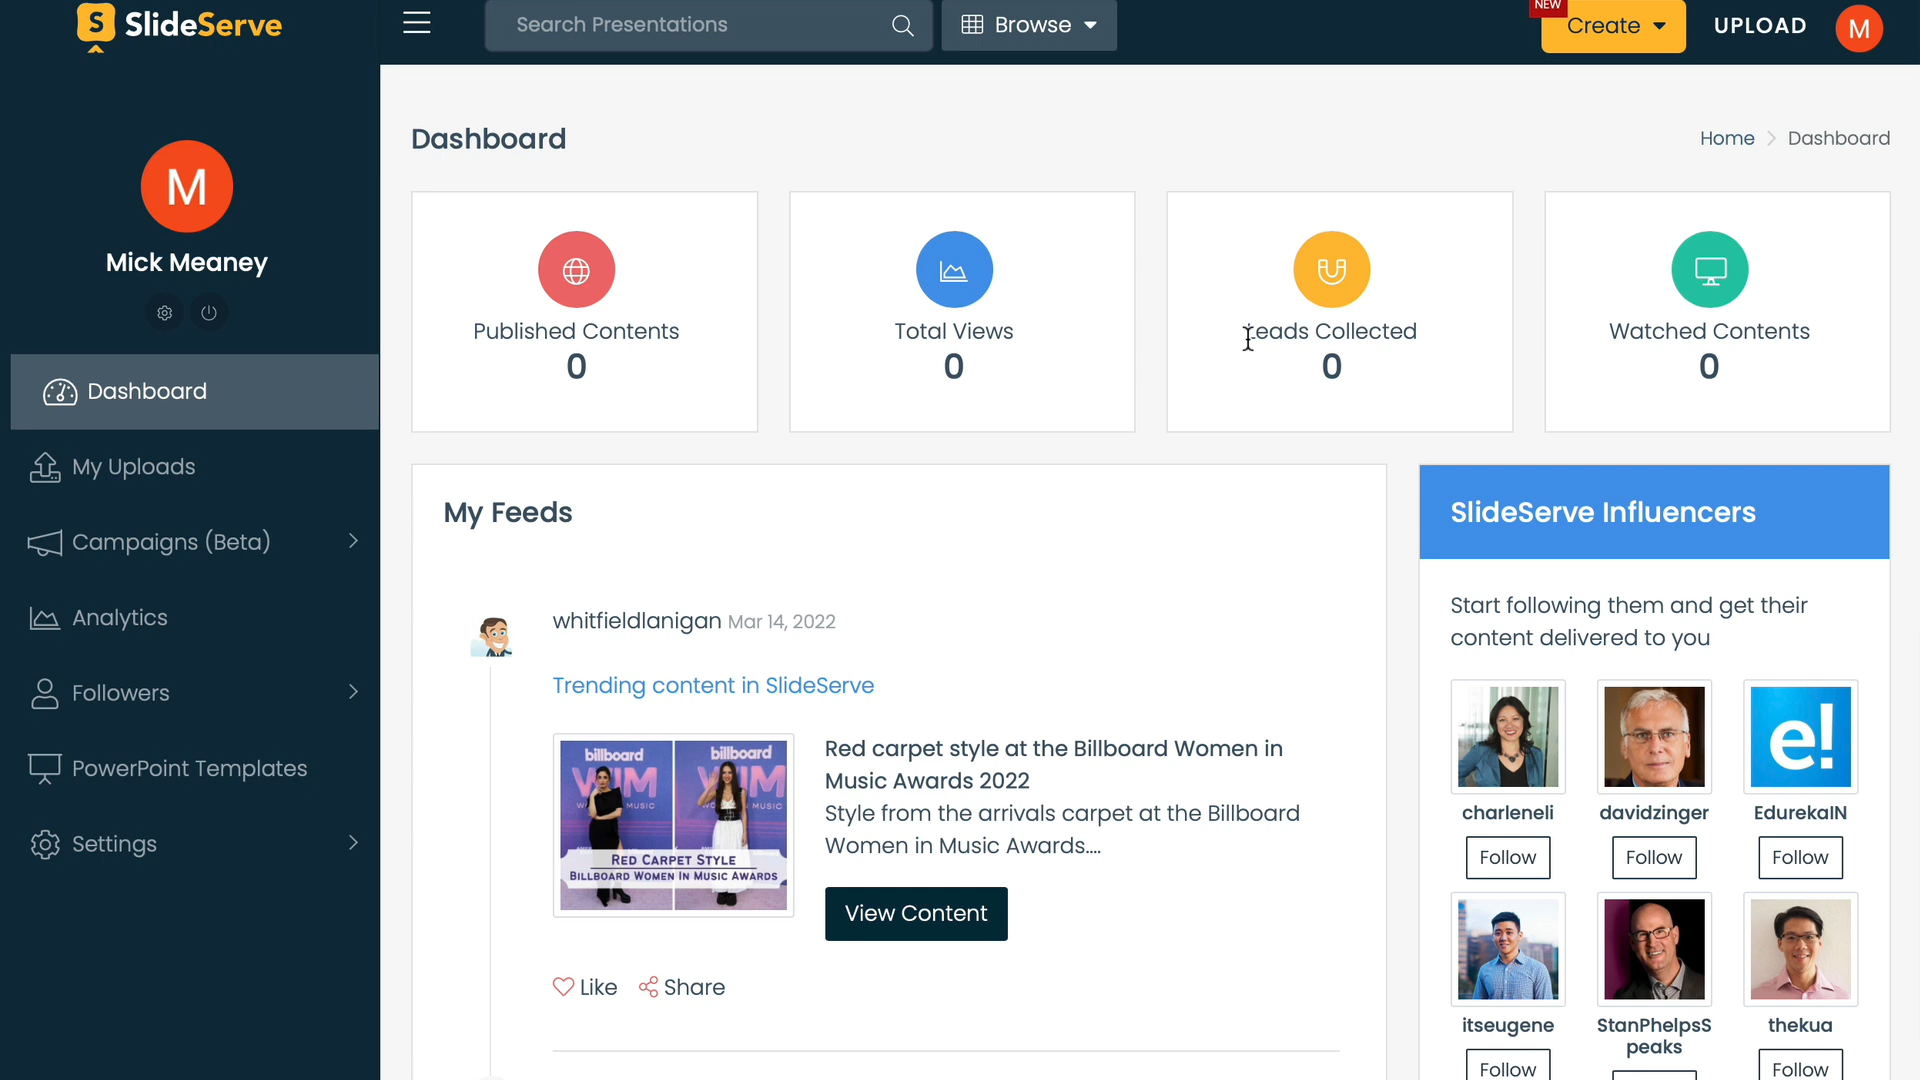 S SlideServe
Search Presentations
Browse
NEW
Create
UPLOAD
M
M
Mick Meaney
Dashboard
My Uploads
Campaigns (Beta)
Analytics
Followers
PowerPoint Templates
Settings
Dashboard
Home
Dashboard
Published Contents
0
Total Views
0
Leads Collected
0
Watched Contents
0
My Feeds
whitfieldlanigan Mar 14, 2022
Trending content in SlideServe
billboard billboard
RED CARPET STYLE
BILLBOARD WOMEN IN MUSIC AWARDS
Red carpet style at the Billboard Women in
Music Awards 2022
Style from the arrivals carpet at the Billboard
Women in Music Awards....
View Content
Like
Share
SlideServe Influencers
Start following them and get their
content delivered to you
e!
charleneli
davidzinger
EdurekaIN
Follow
Follow
Follow
itseugene
StanPhelpsS
peaks
thekua
Follow
Follow